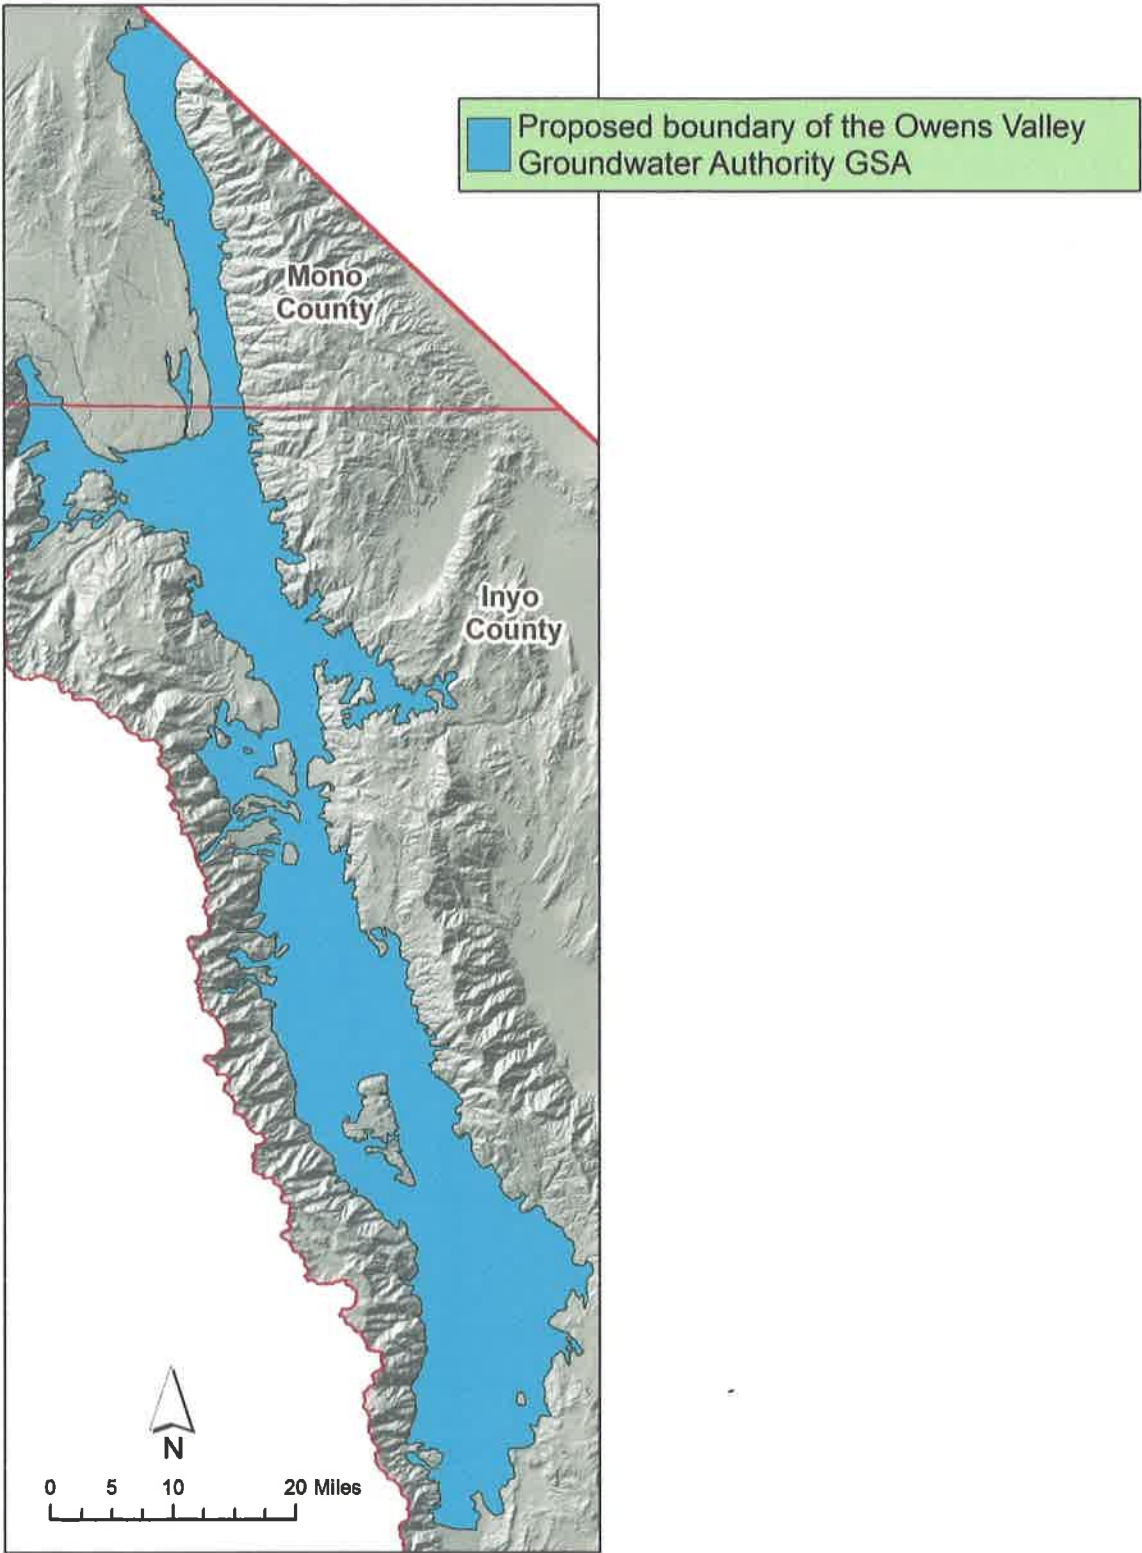 Proposed boundary of the Owens Valley
Groundwater Authority GSA
Mono
County
Inyo
County
N
0 5 10 20 Miles